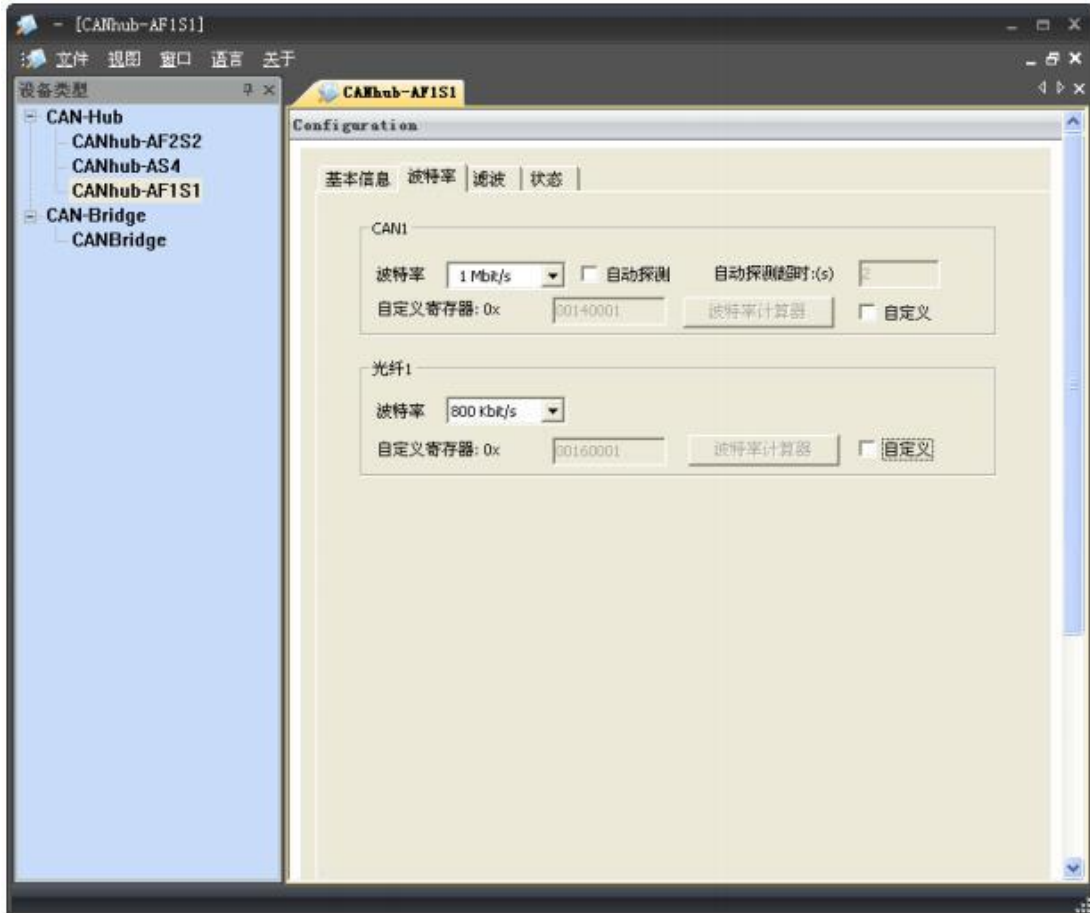 - [CANhub-AF1S1]
文件 视图 窗口 语言 关于
设备类型
CAN-Hub
CANhub-AF2S2
CANhub-AS4
CANhub-AF1S1
CAN-Bridge
CANBridge
CANhub-AF1S1
Configuration
基本信息 波特率 滤波 状态
CAN1
波特率 1 Mbit/s 自动探测 自动探测超时:(s) 2
自定义寄存器: 0x 00140001 波特率计算器 自定义
光纤1
波特率 800 Kbit/s
自定义寄存器: 0x 00160001 波特率计算器 自定义